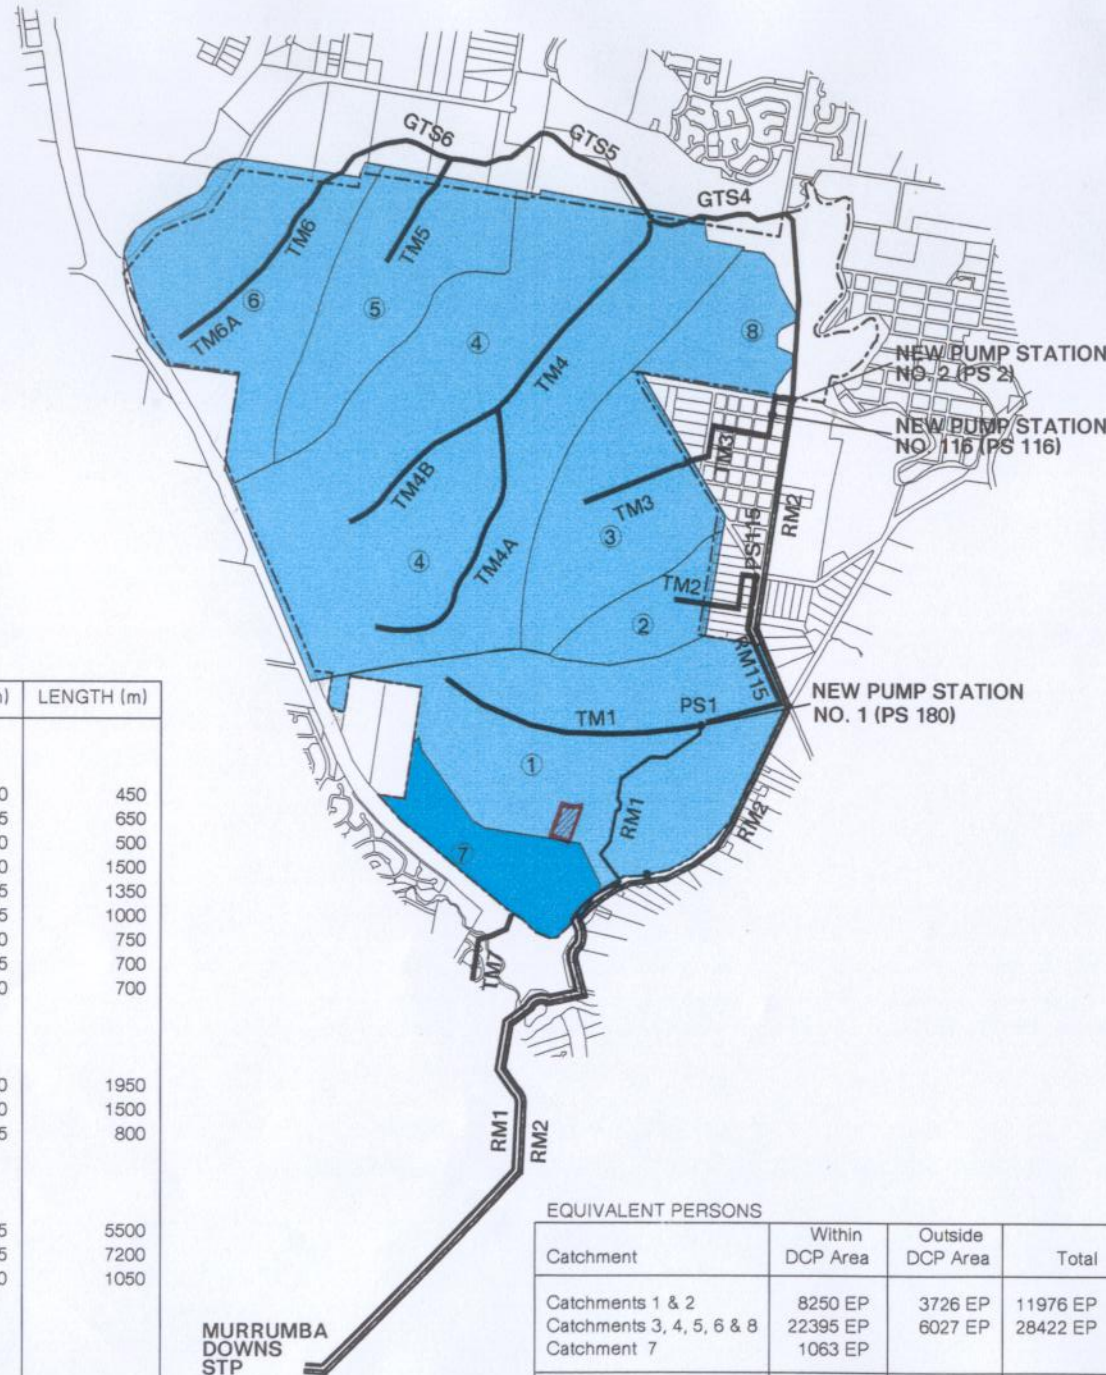 GTS6
GTS5
GTS4
TM6
TM5
TM6A
6
5
4
8
TM4
NEW PUMP STATION
NO. 2 (PS 2)
NEW PUMP STATION
NO. 116 (PS 116)
TM3
TM4B
TM3
RM2
PS115
3
4
TM4A
TM2
2
RM115
NEW PUMP STATION
NO. 1 (PS 180)
PS1
TM1
1
RM1
RM2
7
TM7
RM1
RM2
MURRUMBA
DOWNS
STP
LENGTH (m)
450
650
500
1500
1350
1000
750
700
700
1950
1500
800
5500
7200
1050
EQUIVALENT PERSONS
Catchment Within DCP Area Outside DCP Area Total
Catchments 1 & 2 8250 EP 3726 EP 11976 EP
Catchments 3, 4, 5, 6 & 8 22395 EP 6027 EP 28422 EP
Catchment 7 1063 EP